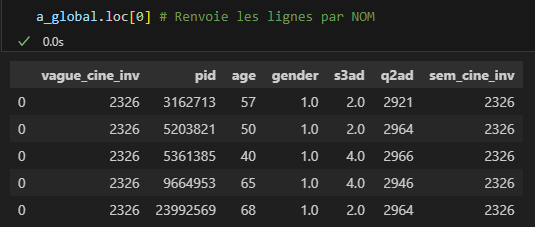 a_global.loc[0] # Renvoie les lignes par NOM
0.0s
vague_cine_inv pid age gender s3ad q2ad sem_cine_inv
0 2326 3162713 57 1.0 2.0 2921 2326
0 2326 5203821 50 1.0 2.0 2964 2326
0 2326 5361385 40 1.0 4.0 2966 2326
0 2326 9664953 65 1.0 4.0 2946 2326
0 2326 23992569 68 1.0 2.0 2964 2326